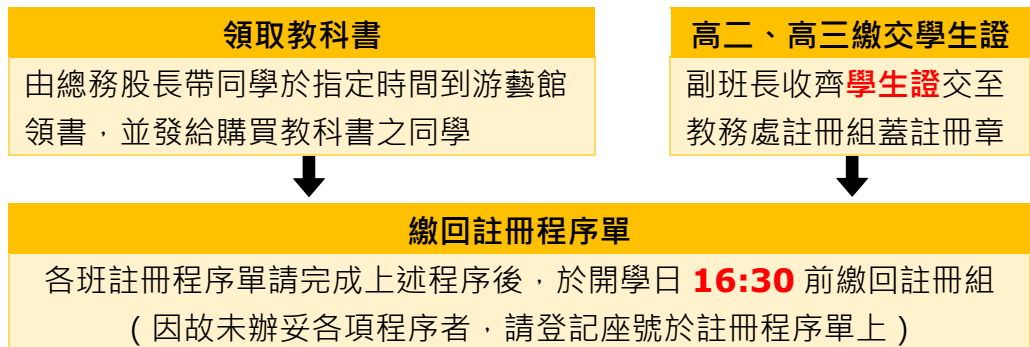 領取教科書
由總務股長帶同學於指定時間到游藝館
領書，並發給購買教科書之同學
高二、高三繳交學生證
副班長收齊學生證交至
教務處註冊組蓋註冊章
繳回註冊程序單
各班註冊程序單請完成上述程序後，於開學日 16:30 前繳回註冊組
（因故未辦妥各項程序者，請登記座號於註冊程序單上）